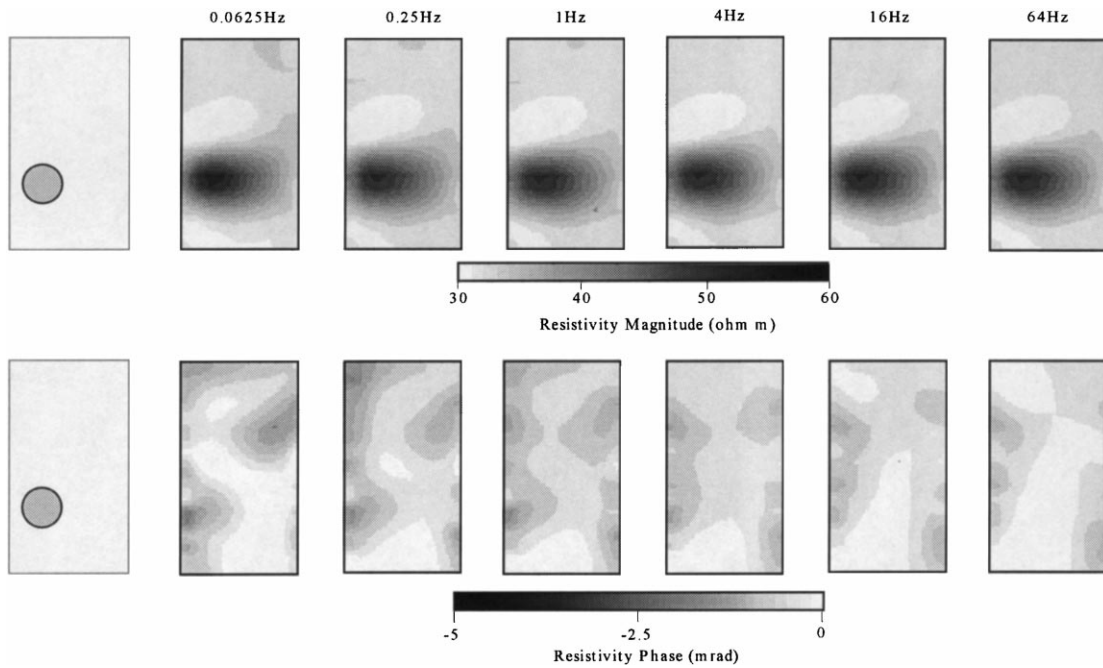 0.0625Hz 0.25Hz 1Hz 4Hz 16Hz 64Hz
30 40 50 60
Resistivity Magnitude (ohm m)
-5 -2.5 0
Resistivity Phase (mrad)